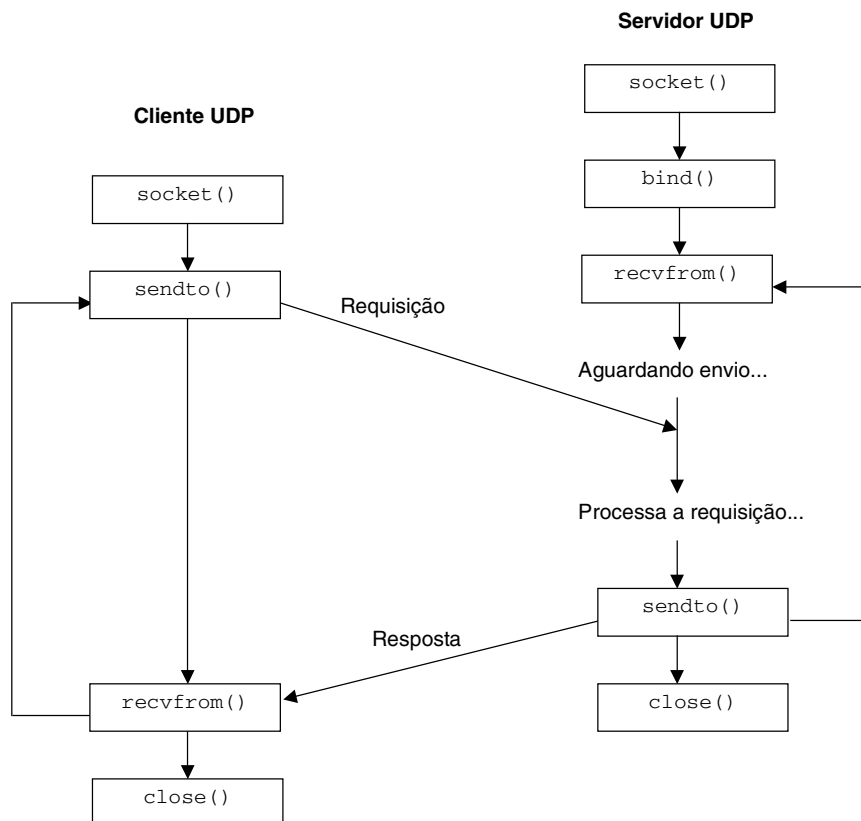 Servidor UDP
socket()
Cliente UDP
bind()
socket()
recvfrom()
sendto()
Requisição
Aguardando envio...
Processa a requisição...
sendto()
Resposta
recvfrom()
close()
close()